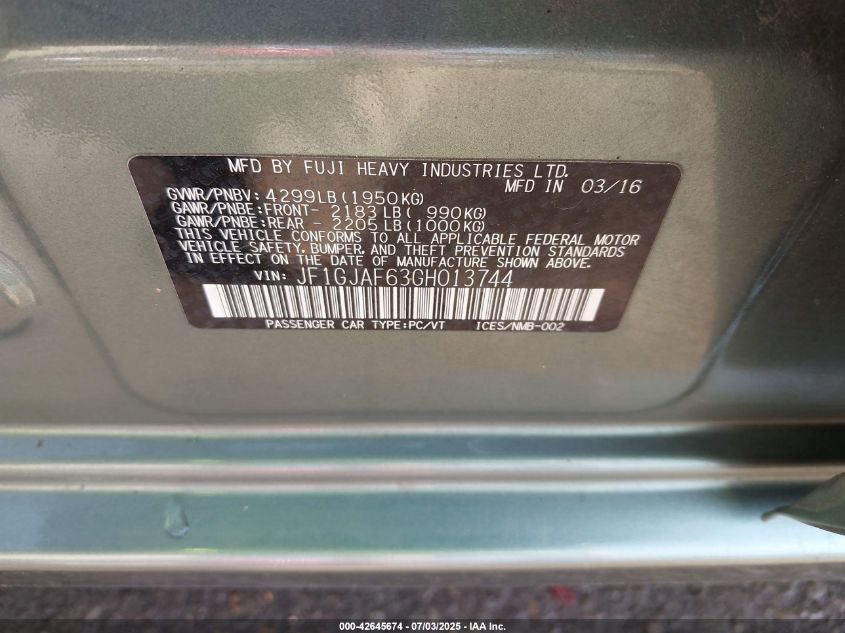 MFD BY FUJI HEAVY INDUSTRIES LTD.
MFD IN 03/16
GVWR/PNBV: 4299LB(1950KG)
GAWR/PNBE:FRONT- 2183LB( 990KG)
GAWR/PNBE:REAR - 2205LB(1000KG)
THIS VEHICLE CONFORMS TO ALL APPLICABLE FEDERAL MOTOR
VEHICLE SAFETY, BUMPER, AND THEFT PREVENTION STANDARDS
IN EFFECT ON THE DATE OF MANUFACTURE SHOWN ABOVE.
VIN: JF1GJAF63GH013744
PASSENGER CAR TYPE:PC/VT ICES/NMB-002
000-42645674 / 07/03/2025 - IAA Inc.